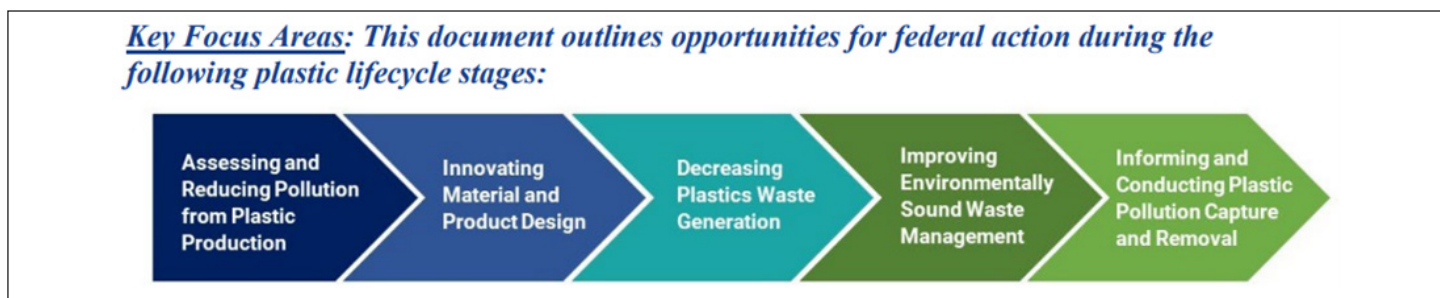 Key Focus Areas: This document outlines opportunities for federal action during the
following plastic lifecycle stages:
Assessing and
Reducing Pollution
from Plastic
Production
Innovating
Material and
Product Design
Decreasing
Plastics Waste
Generation
Improving
Environmentally
Sound Waste
Management
Informing and
Conducting Plastic
Pollution Capture
and Removal